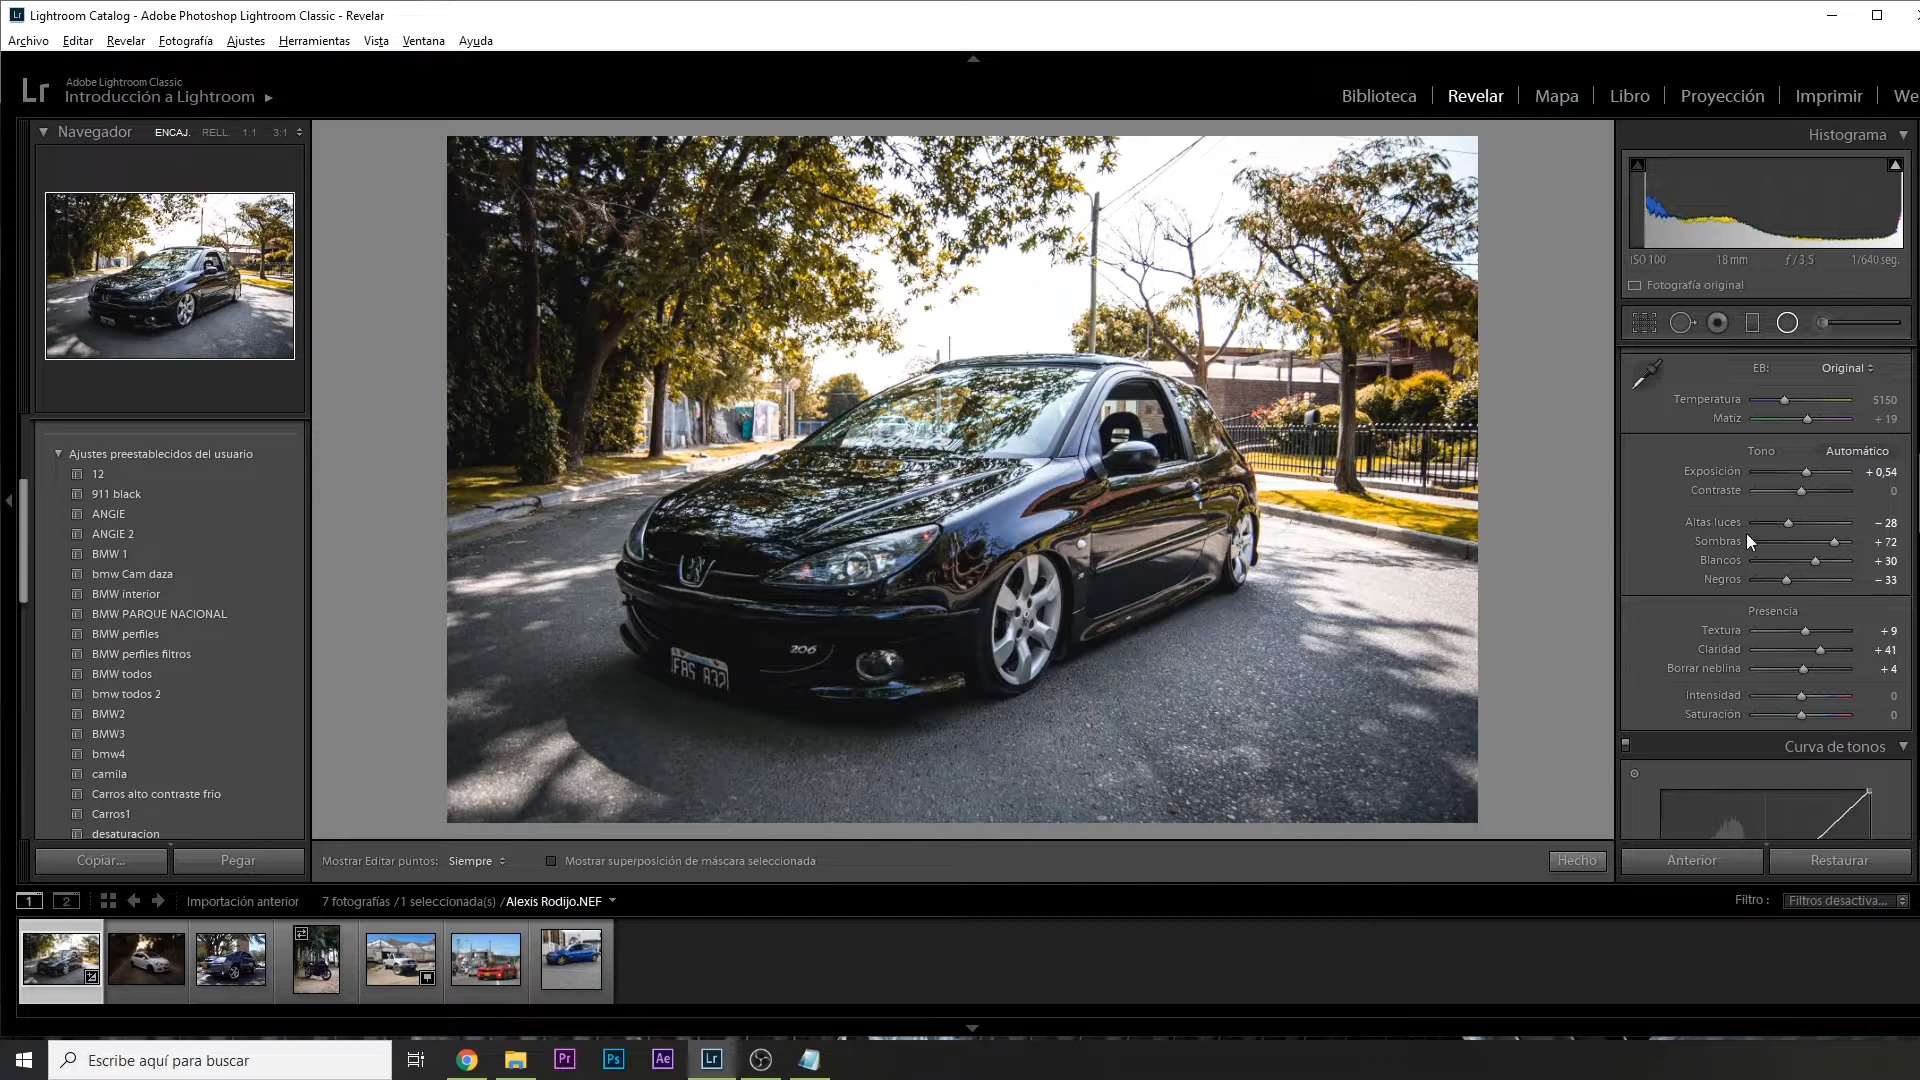 Lightroom Catalog - Adobe Photoshop Lightroom Classic - Revelar
Archivo Editar Revelar Fotografía Ajustes Herramientas Vista Ventana Ayuda
Lr
Adobe Lightroom Classic
Introducción a Lightroom
Biblioteca Revelar Mapa Libro Proyección Imprimir We
Navegador ENCAJ. RELL. 1:1 3:1
Histograma
ISO 100 18 mm ƒ / 3,5 1/640 seg.
Fotografía original
EB: Original
Temperatura 5150
Matiz + 19
Tono Automático
Exposición + 0,54
Contraste 0
Altas luces − 28
Sombras + 72
Blancos + 30
Negros − 33
Presencia
Textura + 9
Claridad + 41
Borrar neblina + 4
Intensidad 0
Saturación 0
Curva de tonos
Ajustes preestablecidos del usuario
12
911 black
ANGIE
ANGIE 2
BMW 1
bmw Cam daza
BMW interior
BMW PARQUE NACIONAL
BMW perfiles
BMW perfiles filtros
BMW todos
bmw todos 2
BMW2
BMW3
bmw4
camila
Carros alto contraste frio
Carros1
desaturacion
206
FAS 832
Copiar... Pegar
Mostrar Editar puntos: Siempre Mostrar superposición de máscara seleccionada Hecho
Anterior Restaurar
1 2 Importación anterior 7 fotografías /1 seleccionada(s) /Alexis Rodijo.NEF
Filtro : Filtros desactiva...
Escribe aquí para buscar
Pr Ps Ae Lr